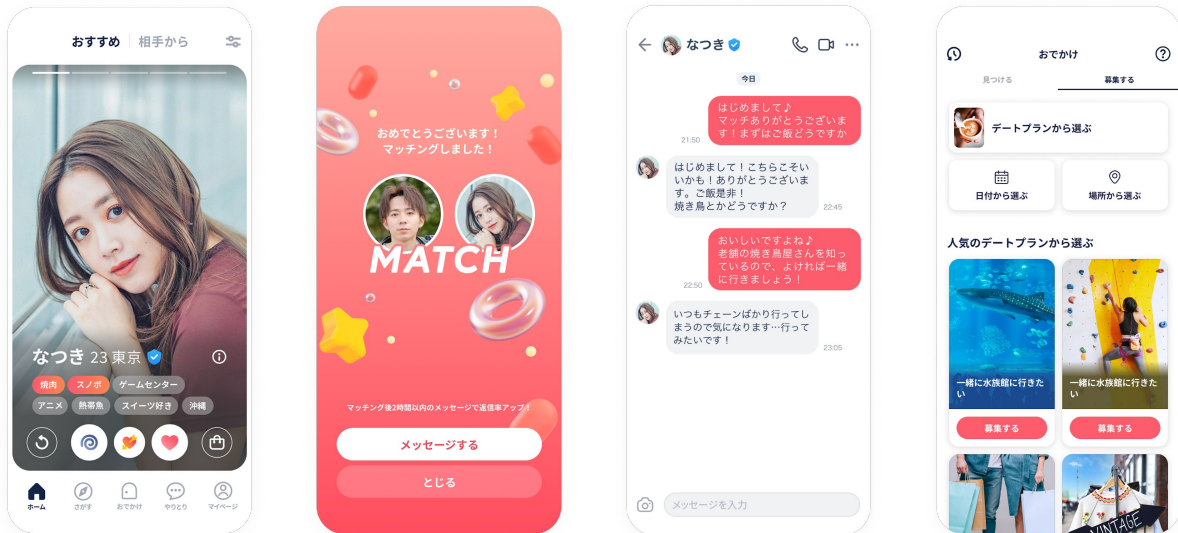 おすすめ
相手から
なつき 23 東京
焼肉
スノボ
ゲームセンター
アニメ
熱帯魚
スイーツ好き
沖縄
ホーム
さがす
おでかけ
やりとり
マイページ
おめでとうございます！
マッチングしました！
MATCH
マッチング後2時間以内のメッセージで返信率アップ！
メッセージする
とじる
なつき
今日
はじめまして♪
マッチありがとうございま
す！まずはご飯どうですか
21:50
はじめまして！こちらこそい
いかも！ありがとうございま
す。ご飯是非！
焼き鳥とかどうですか？
22:45
おいしいですよね♪
老舗の焼き鳥屋さんを知っ
ているので、よければ一緒
に行きましょう！
22:50
いつもチェーンばかり行ってし
まうので気になります…行って
みたいです！
23:05
メッセージを入力
おでかけ
見つける
募集する
デートプランから選ぶ
日付から選ぶ
場所から選ぶ
人気のデートプランから選ぶ
一緒に水族館に行きた
い
募集する
一緒に水族館に行きた
い
募集する
VINTAGE